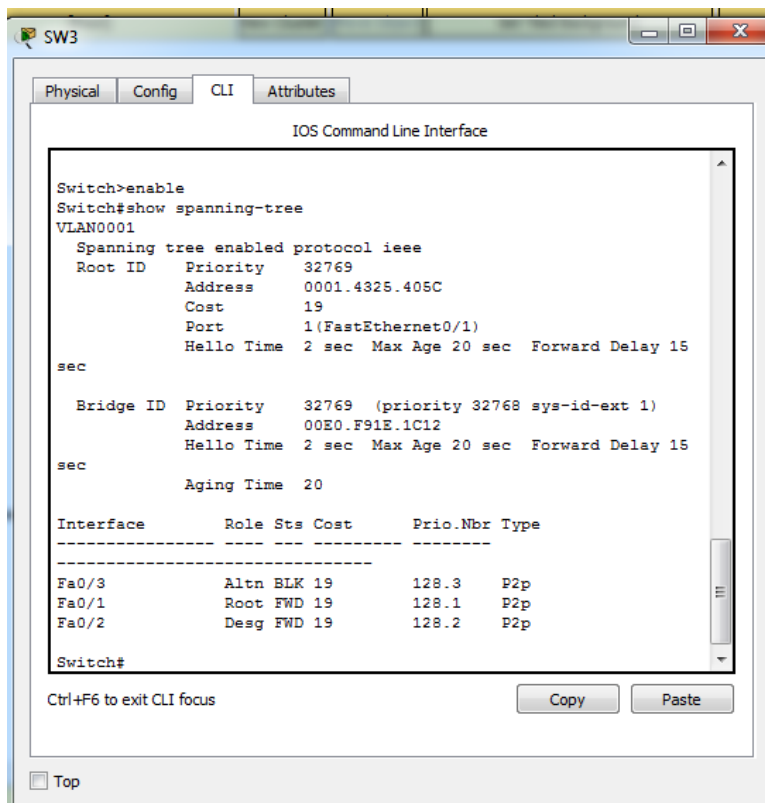 SW3
Physical Config CLI Attributes
IOS Command Line Interface
Switch>enable
Switch#show spanning-tree
VLAN0001
  Spanning tree enabled protocol ieee
  Root ID    Priority    32769
             Address     0001.4325.405C
             Cost        19
             Port        1(FastEthernet0/1)
             Hello Time  2 sec  Max Age 20 sec  Forward Delay 15
sec
  Bridge ID  Priority    32769  (priority 32768 sys-id-ext 1)
             Address     00E0.F91E.1C12
             Hello Time  2 sec  Max Age 20 sec  Forward Delay 15
sec
             Aging Time  20
Interface        Role Sts Cost      Prio.Nbr Type
---------------- ---- --- --------- --------
--------------------------------
Fa0/3            Altn BLK 19        128.3    P2p
Fa0/1            Root FWD 19        128.1    P2p
Fa0/2            Desg FWD 19        128.2    P2p
Switch#
Ctrl+F6 to exit CLI focus
Copy Paste
Top